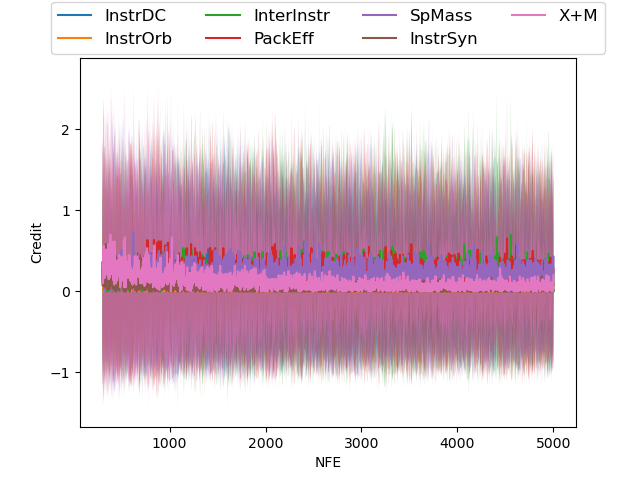 InstrDC InterInstr SpMass X+M
InstrOrb PackEff InstrSyn
2
1
0
−1
Credit
1000 2000 3000 4000 5000
NFE